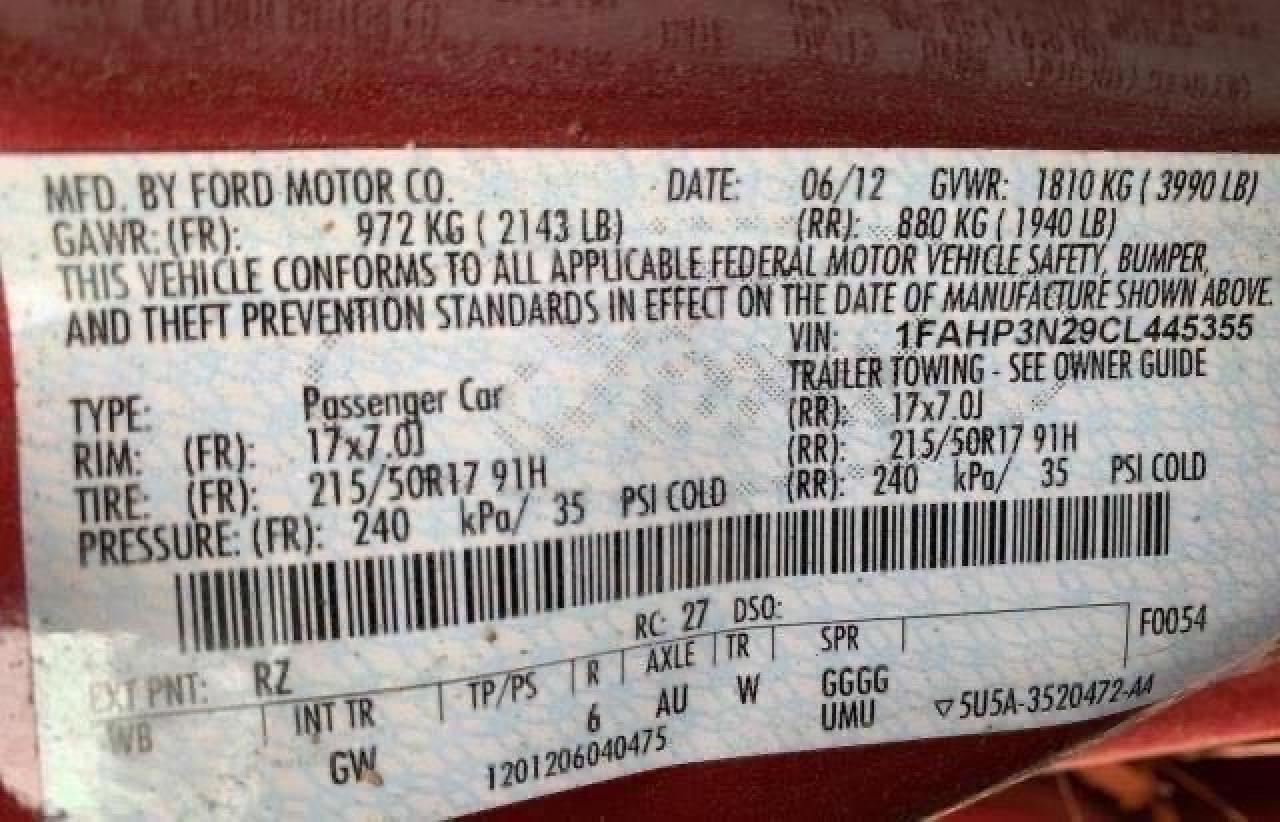 MFD. BY FORD MOTOR CO. DATE: 06/12 GVWR: 1810 KG ( 3990 LB)
GAWR: (FR): 972 KG ( 2143 LB) (RR): 880 KG ( 1940 LB)
THIS VEHICLE CONFORMS TO ALL APPLICABLE FEDERAL MOTOR VEHICLE SAFETY, BUMPER,
AND THEFT PREVENTION STANDARDS IN EFFECT ON THE DATE OF MANUFACTURE SHOWN ABOVE.
VIN: 1FAHP3N29CL445355
TRAILER TOWING - SEE OWNER GUIDE
TYPE: Passenger Car
RIM: (FR): 17x7.0J (RR): 17x7.0J
TIRE: (FR): 215/50R17 91H (RR): 215/50R17 91H
PRESSURE: (FR): 240 kPa/ 35 PSI COLD (RR): 240 kPa/ 35 PSI COLD
RC: 27 DSO:
EXT PNT: RZ F0054
WB INT TR TP/PS R AXLE TR SPR
GW 6 AU W GGGG
UMU
1201206040475 ▽5U5A-3520472-AA